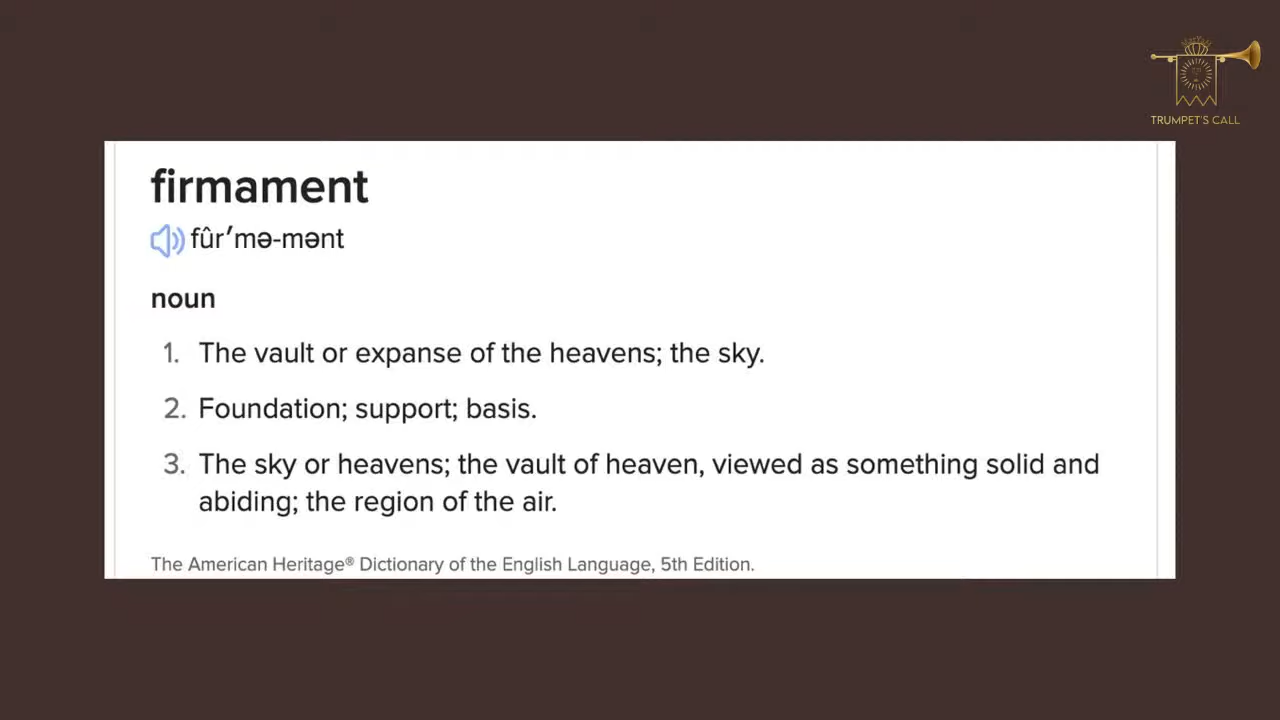 TRUMPET'S CALL
firmament
fûr′mə-mənt
noun
1. The vault or expanse of the heavens; the sky.
2. Foundation; support; basis.
3. The sky or heavens; the vault of heaven, viewed as something solid and
abiding; the region of the air.
The American Heritage® Dictionary of the English Language, 5th Edition.